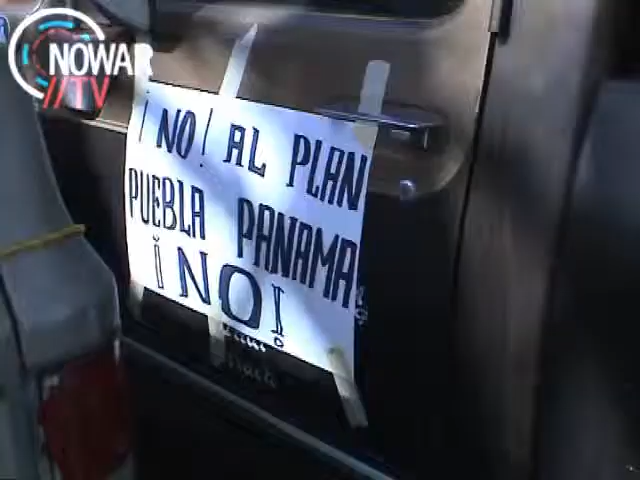 NOWAR
//TV
¡NO! AL PLAN
PUEBLA PANAMA
¡NO!